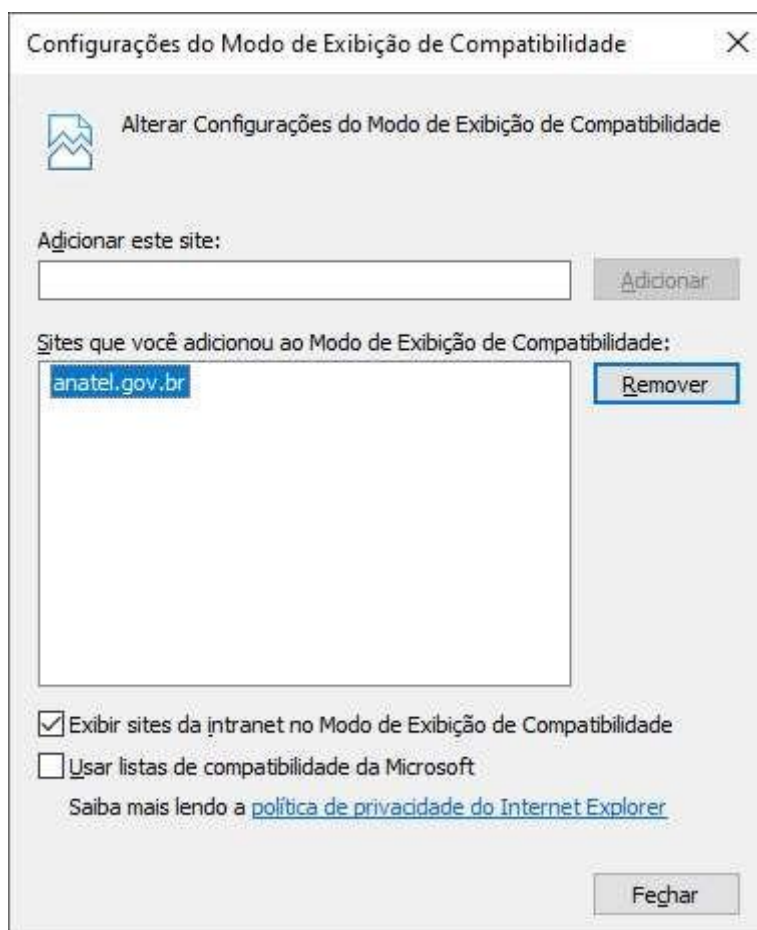 Configurações do Modo de Exibição de Compatibilidade
Alterar Configurações do Modo de Exibição de Compatibilidade
Adicionar este site:
Adicionar
Sites que você adicionou ao Modo de Exibição de Compatibilidade:
anatel.gov.br
Remover
Exibir sites da intranet no Modo de Exibição de Compatibilidade
Usar listas de compatibilidade da Microsoft
Saiba mais lendo a política de privacidade do Internet Explorer
Fechar